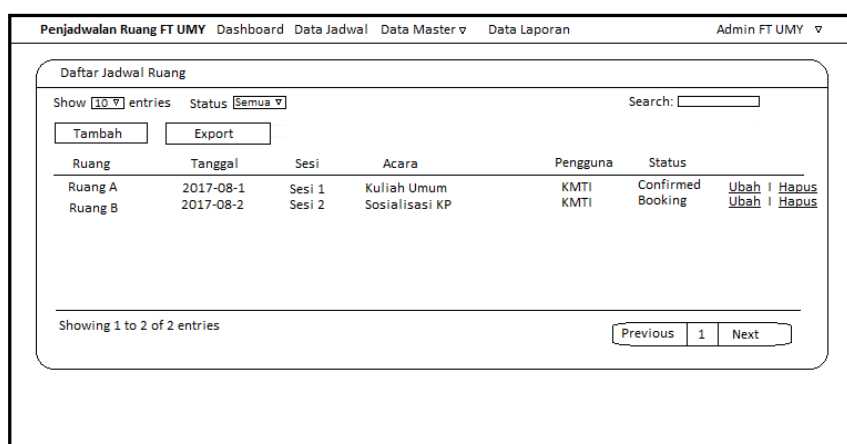 Penjadwalan Ruang FT UMY Dashboard Data Jadwal Data Master Data Laporan Admin FT UMY
Daftar Jadwal Ruang
Show 10 entries Status Semua Search:
Tambah Export
Ruang Tanggal Sesi Acara Pengguna Status
Ruang A 2017-08-1 Sesi 1 Kuliah Umum KMTI Confirmed Ubah I Hapus
Ruang B 2017-08-2 Sesi 2 Sosialisasi KP KMTI Booking Ubah I Hapus
Showing 1 to 2 of 2 entries Previous 1 Next